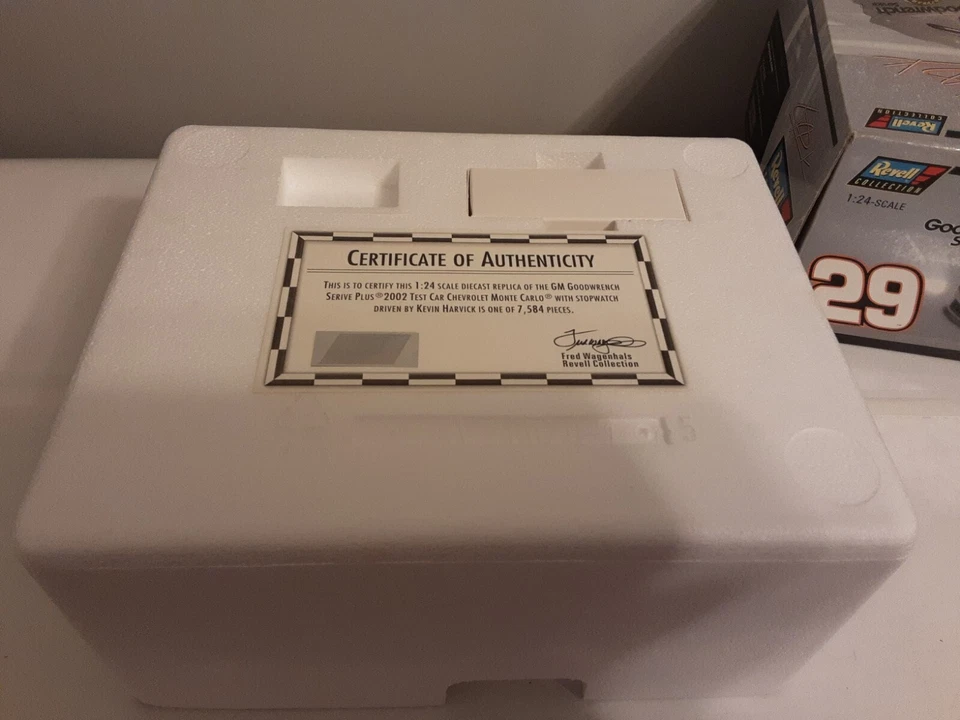 CERTIFICATE OF AUTHENTICITY
THIS IS TO CERTIFY THIS 1:24 SCALE DIECAST REPLICA OF THE GM GOODWRENCH
SERIVE PLUS® 2002 TEST CAR CHEVROLET MONTE CARLO® WITH STOPWATCH
DRIVEN BY KEVIN HARVICK IS ONE OF 7,584 PIECES.
Fred Wagenhals
Revell Collection
Revell
COLLECTION
Revell
COLLECTION
1:24-SCALE
29